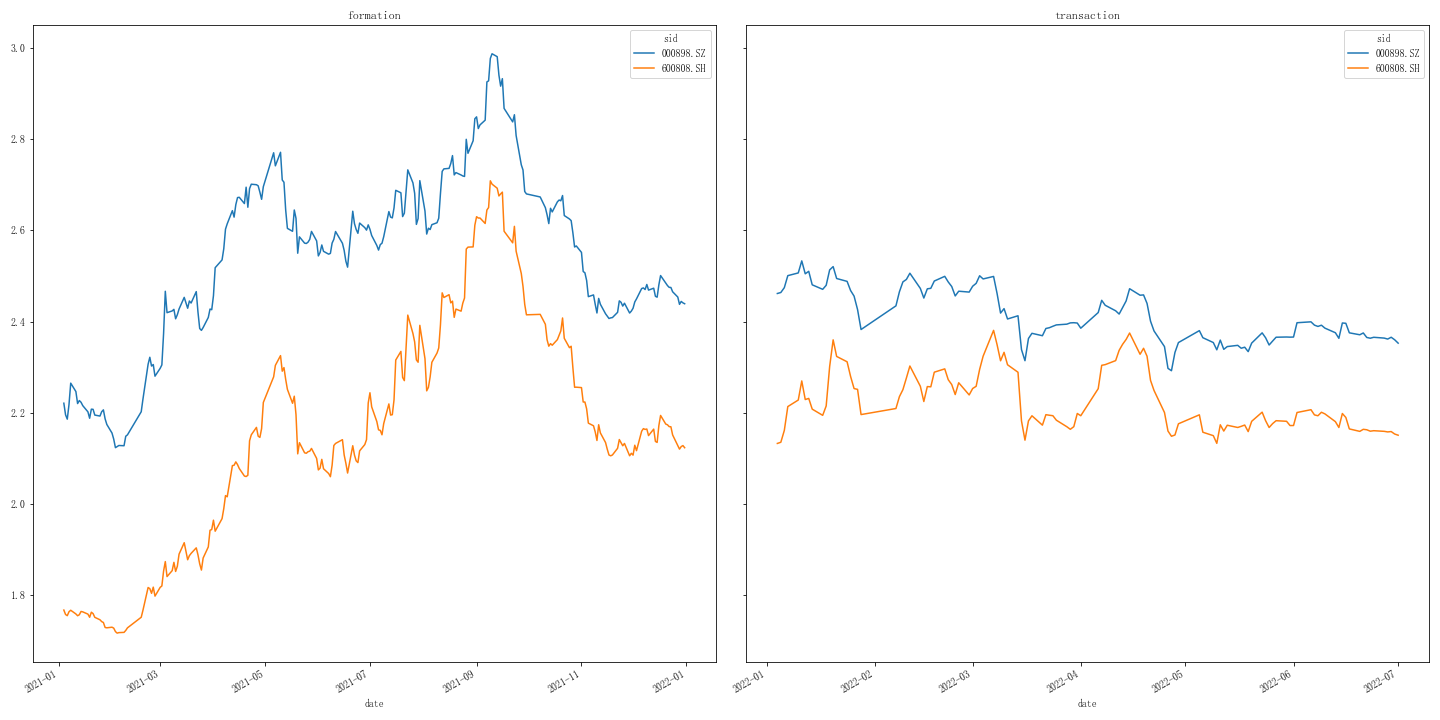 formation
sid
000898.SZ
600808.SH
3.0
2.8
2.6
2.4
2.2
2.0
1.8
2021-01
2021-03
2021-05
2021-07
2021-09
2021-11
2022-01
date
transaction
sid
000898.SZ
600808.SH
2022-01
2022-02
2022-03
2022-04
2022-05
2022-06
2022-07
date